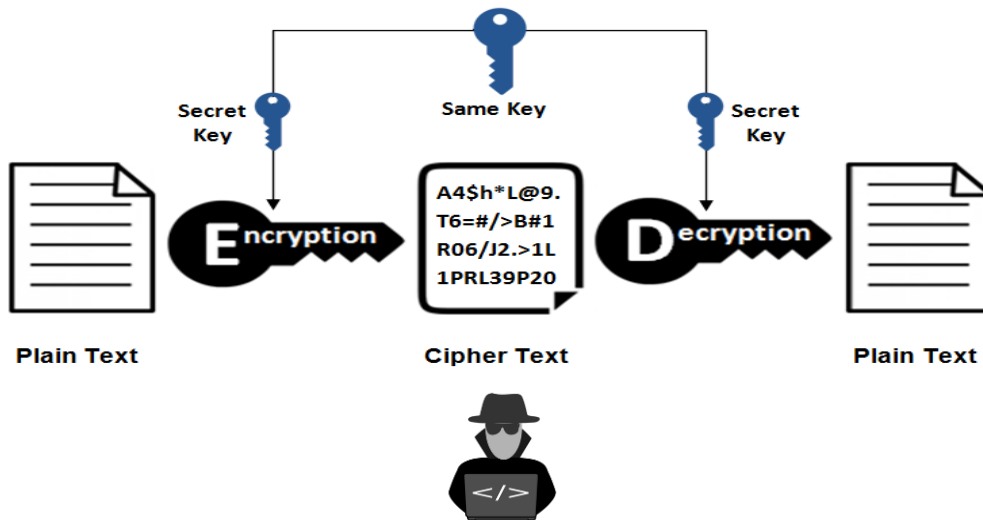 Same Key
Secret
Key
Secret
Key
Encryption
A4$h*L@9.
T6=#/>B#1
R06/J2.>1L
1PRL39P20
Decryption
Plain Text
Cipher Text
Plain Text
</>